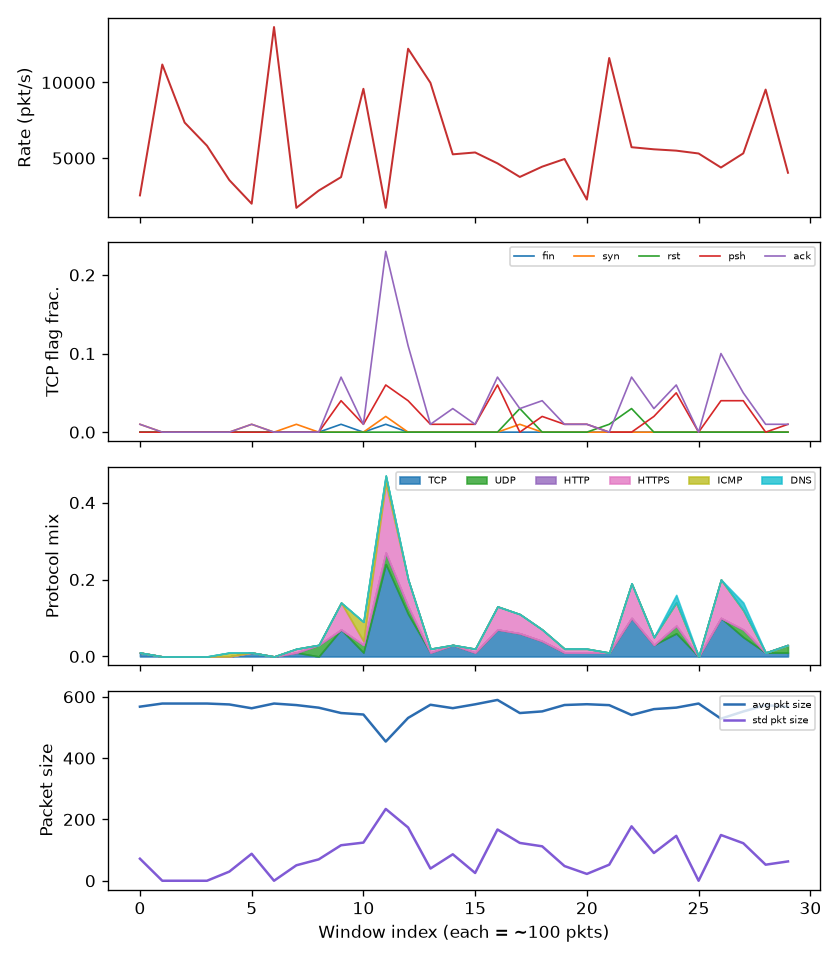 Rate (pkt/s)
10000
5000
TCP flag frac.
0.2
0.1
0.0
fin syn rst psh ack
Protocol mix
0.4
0.2
0.0
TCP UDP HTTP HTTPS ICMP DNS
Packet size
600
400
200
0
avg pkt size
std pkt size
0 5 10 15 20 25 30
Window index (each = ~100 pkts)